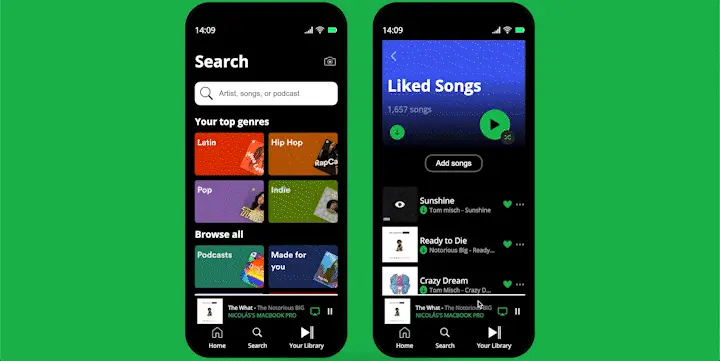 14:09
Search
Artist, songs, or podcast
Your top genres
Latin
Hip Hop
RapCa
Pop
Indie
Browse all
Podcasts
Made for
you
The What - The Notorious BIG
NICOLÁS'S MACBOOK PRO
Home
Search
Your Library
14:09
Liked Songs
1,657 songs
Add songs
Sunshine
Tom misch - Sunshine
Ready to Die
Notorious Big - Ready...
Crazy Dream
Tom Misch - Crazy D...
The What - The Notorious BIG
NICOLÁS'S MACBOOK PRO
Home
Search
Your Library